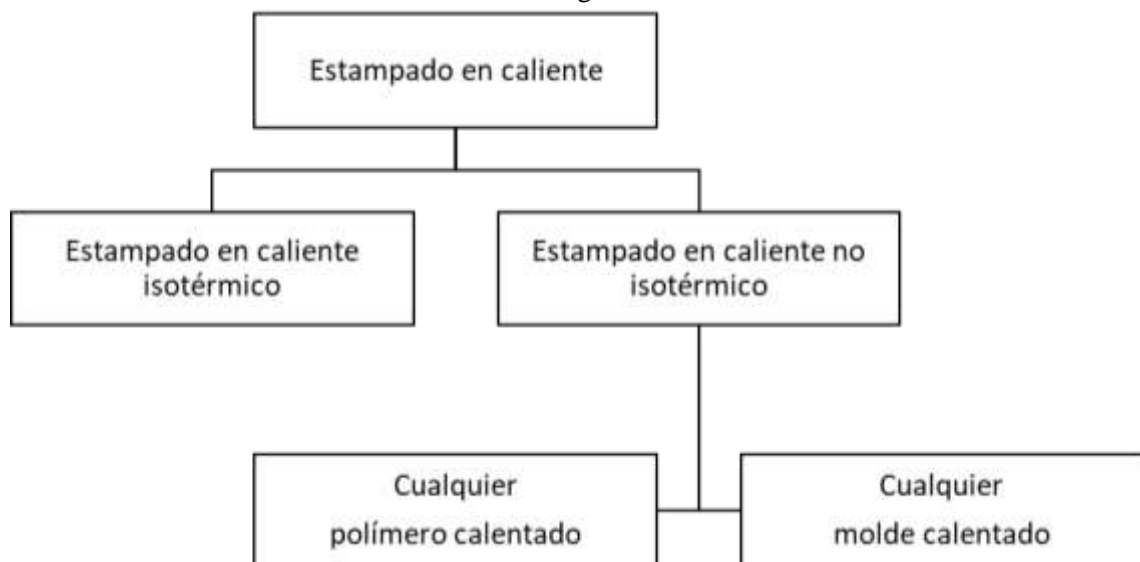 Estampado en caliente
Estampado en caliente
isotérmico
Estampado en caliente no
isotérmico
Cualquier
polímero calentado
Cualquier
molde calentado